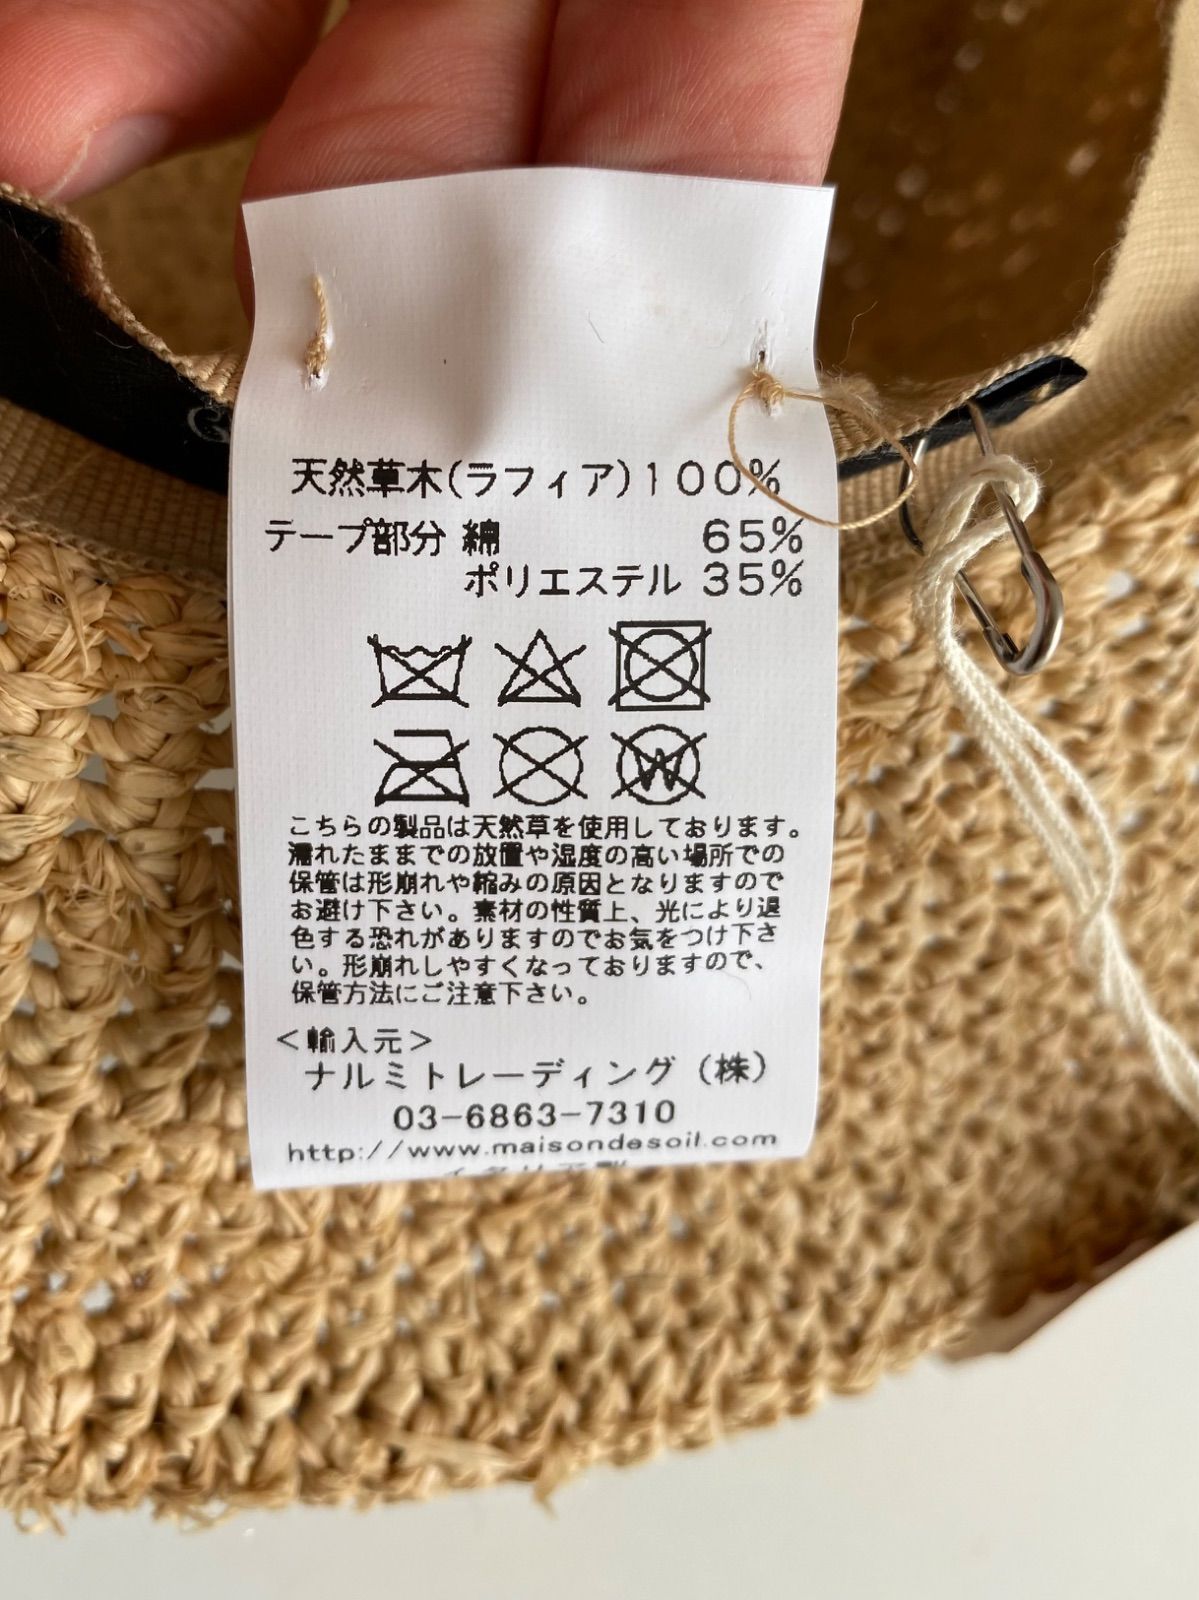 天然草木(ラフィア)100%
テープ部分 綿 65%
ポリエステル 35%
W
こちらの製品は天然草を使用しております。
濡れたままでの放置や湿度の高い場所での
保管は形崩れや縮みの原因となりますので
お避け下さい。素材の性質上、光により退
色する恐れがありますのでお気をつけ下さ
い。形崩れしやすくなっておりますので、
保管方法にご注意下さい。
<輸入元>
ナルミトレーディング(株)
03-6863-7310
http://www.maisondesoil.com